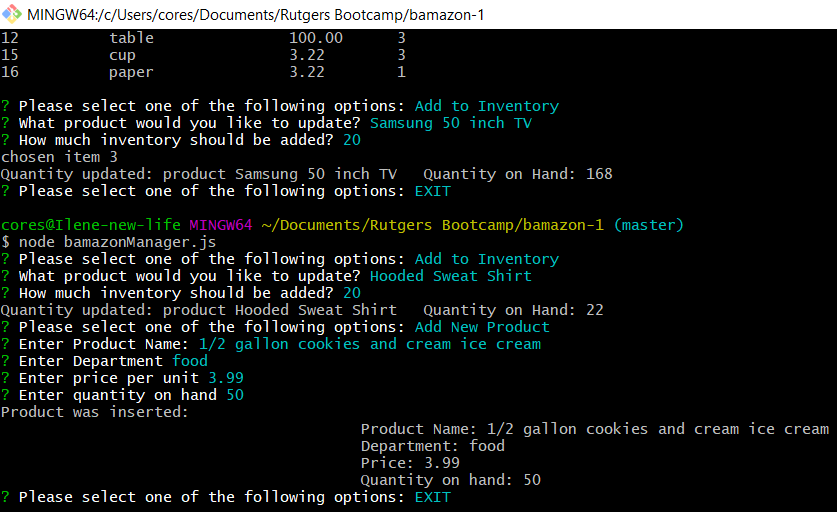 MINGW64:/c/Users/cores/Documents/Rutgers Bootcamp/bamazon-1
12 table 100.00 3
15 cup 3.22 3
16 paper 3.22 1
? Please select one of the following options: Add to Inventory
? What product would you like to update? Samsung 50 inch TV
? How much inventory should be added? 20
chosen item 3
Quantity updated: product Samsung 50 inch TV Quantity on Hand: 168
? Please select one of the following options: EXIT
cores@Ilene-new-life MINGW64 ~/Documents/Rutgers Bootcamp/bamazon-1 (master)
$ node bamazonManager.js
? Please select one of the following options: Add to Inventory
? What product would you like to update? Hooded Sweat Shirt
? How much inventory should be added? 20
Quantity updated: product Hooded Sweat Shirt Quantity on Hand: 22
? Please select one of the following options: Add New Product
? Enter Product Name: 1/2 gallon cookies and cream ice cream
? Enter Department food
? Enter price per unit 3.99
? Enter quantity on hand 50
Product was inserted:
Product Name: 1/2 gallon cookies and cream ice cream
Department: food
Price: 3.99
Quantity on hand: 50
? Please select one of the following options: EXIT